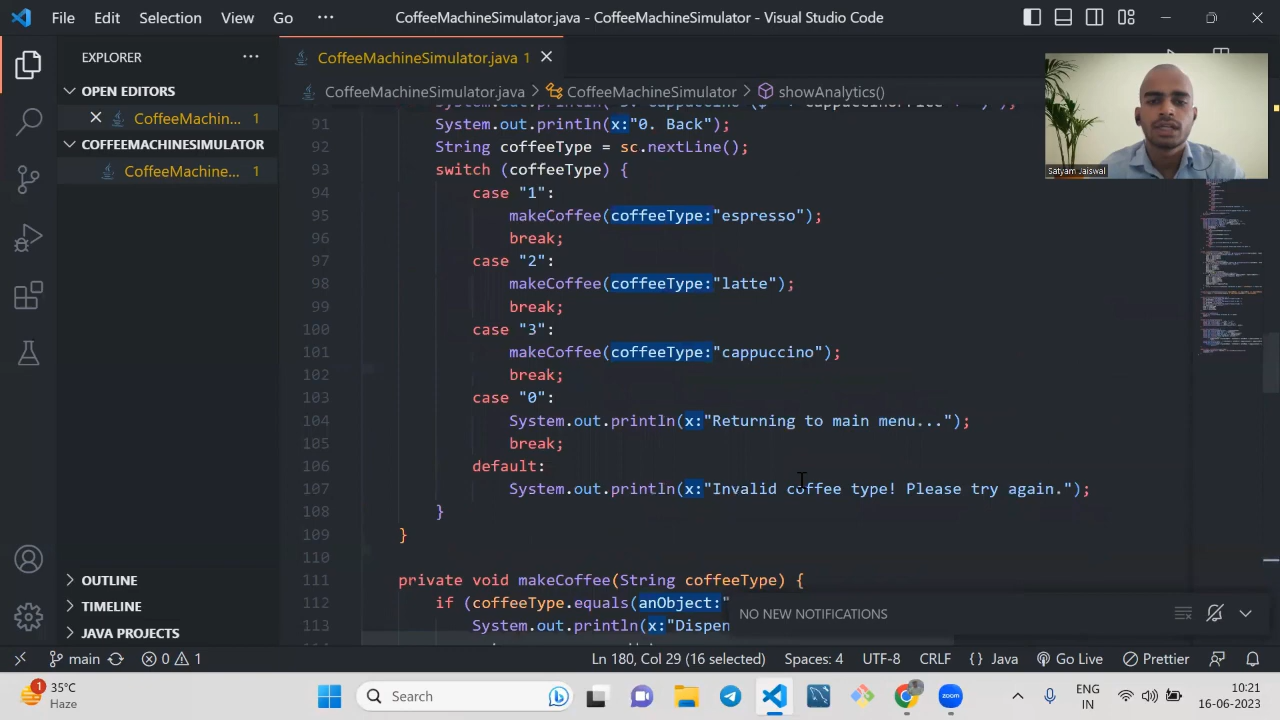 File Edit Selection View Go ···
CoffeeMachineSimulator.java - CoffeeMachineSimulator - Visual Studio Code
EXPLORER ···
OPEN EDITORS
CoffeeMachin... 1
COFFEEMACHINESIMULATOR
CoffeeMachine... 1
OUTLINE
TIMELINE
JAVA PROJECTS
CoffeeMachineSimulator.java 1
CoffeeMachineSimulator.java > CoffeeMachineSimulator > showAnalytics()
91 System.out.println(x:"0. Back");
92 String coffeeType = sc.nextLine();
93 switch (coffeeType) {
94 case "1":
95 makeCoffee(coffeeType:"espresso");
96 break;
97 case "2":
98 makeCoffee(coffeeType:"latte");
99 break;
100 case "3":
101 makeCoffee(coffeeType:"cappuccino");
102 break;
103 case "0":
104 System.out.println(x:"Returning to main menu...");
105 break;
106 default:
107 System.out.println(x:"Invalid coffee type! Please try again.");
108 }
109 }
110
111 private void makeCoffee(String coffeeType) {
112 if (coffeeType.equals(anObject:"
113 System.out.println(x:"Dispen
NO NEW NOTIFICATIONS
Satyam Jaiswal
main 0 1 Ln 180, Col 29 (16 selected) Spaces: 4 UTF-8 CRLF {} Java Go Live Prettier
1 35°C
Haze
Search
ENG
IN
10:21
16-06-2023